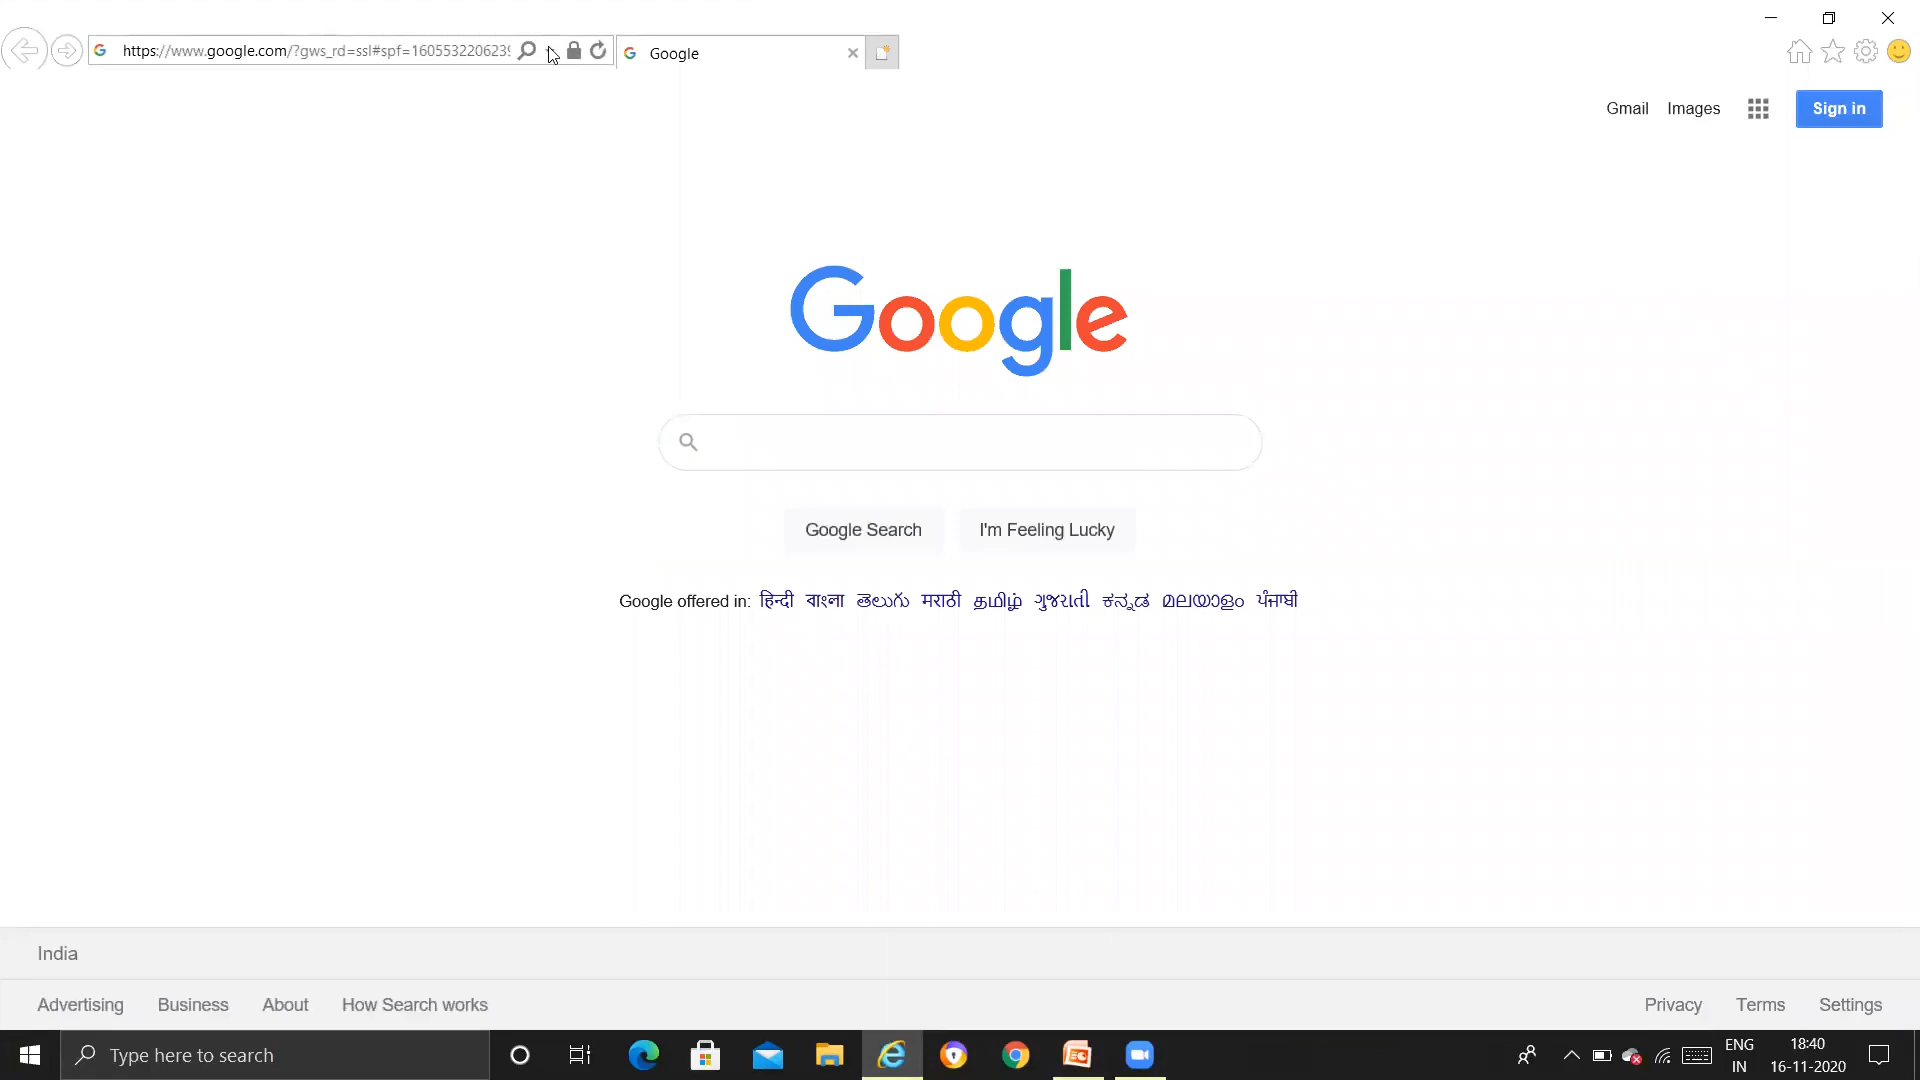 https://www.google.com/?gws_rd=ssl#spf=160553220623
Google
Gmail Images Sign in
Google
Google Search I'm Feeling Lucky
Google offered in: हिन्दी বাংলা తెలుగు मराठी தமிழ் ગુજરાતી ಕನ್ನಡ മലയാളം ਪੰਜਾਬੀ
India
Advertising Business About How Search works Privacy Terms Settings
Type here to search
ENG
IN
18:40
16-11-2020